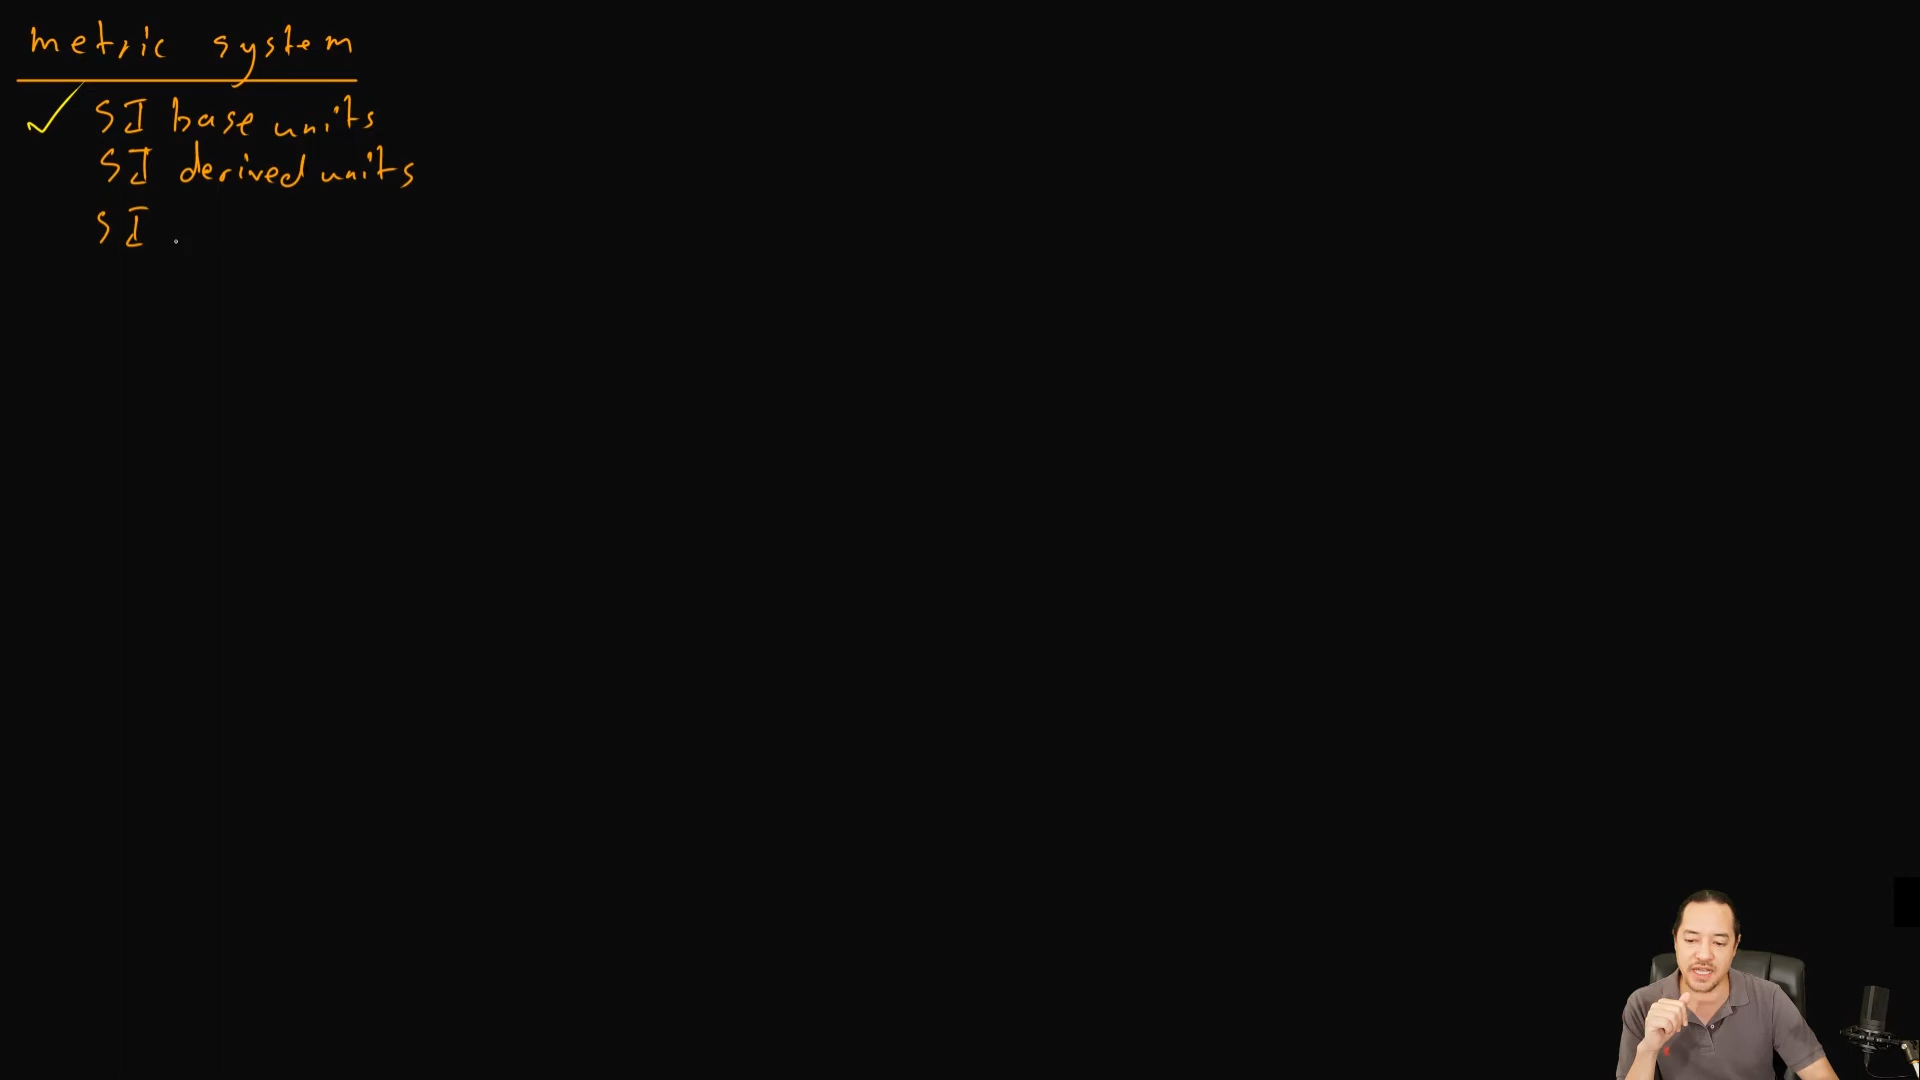 metric system
✓ SI base units
SI derived units
SI